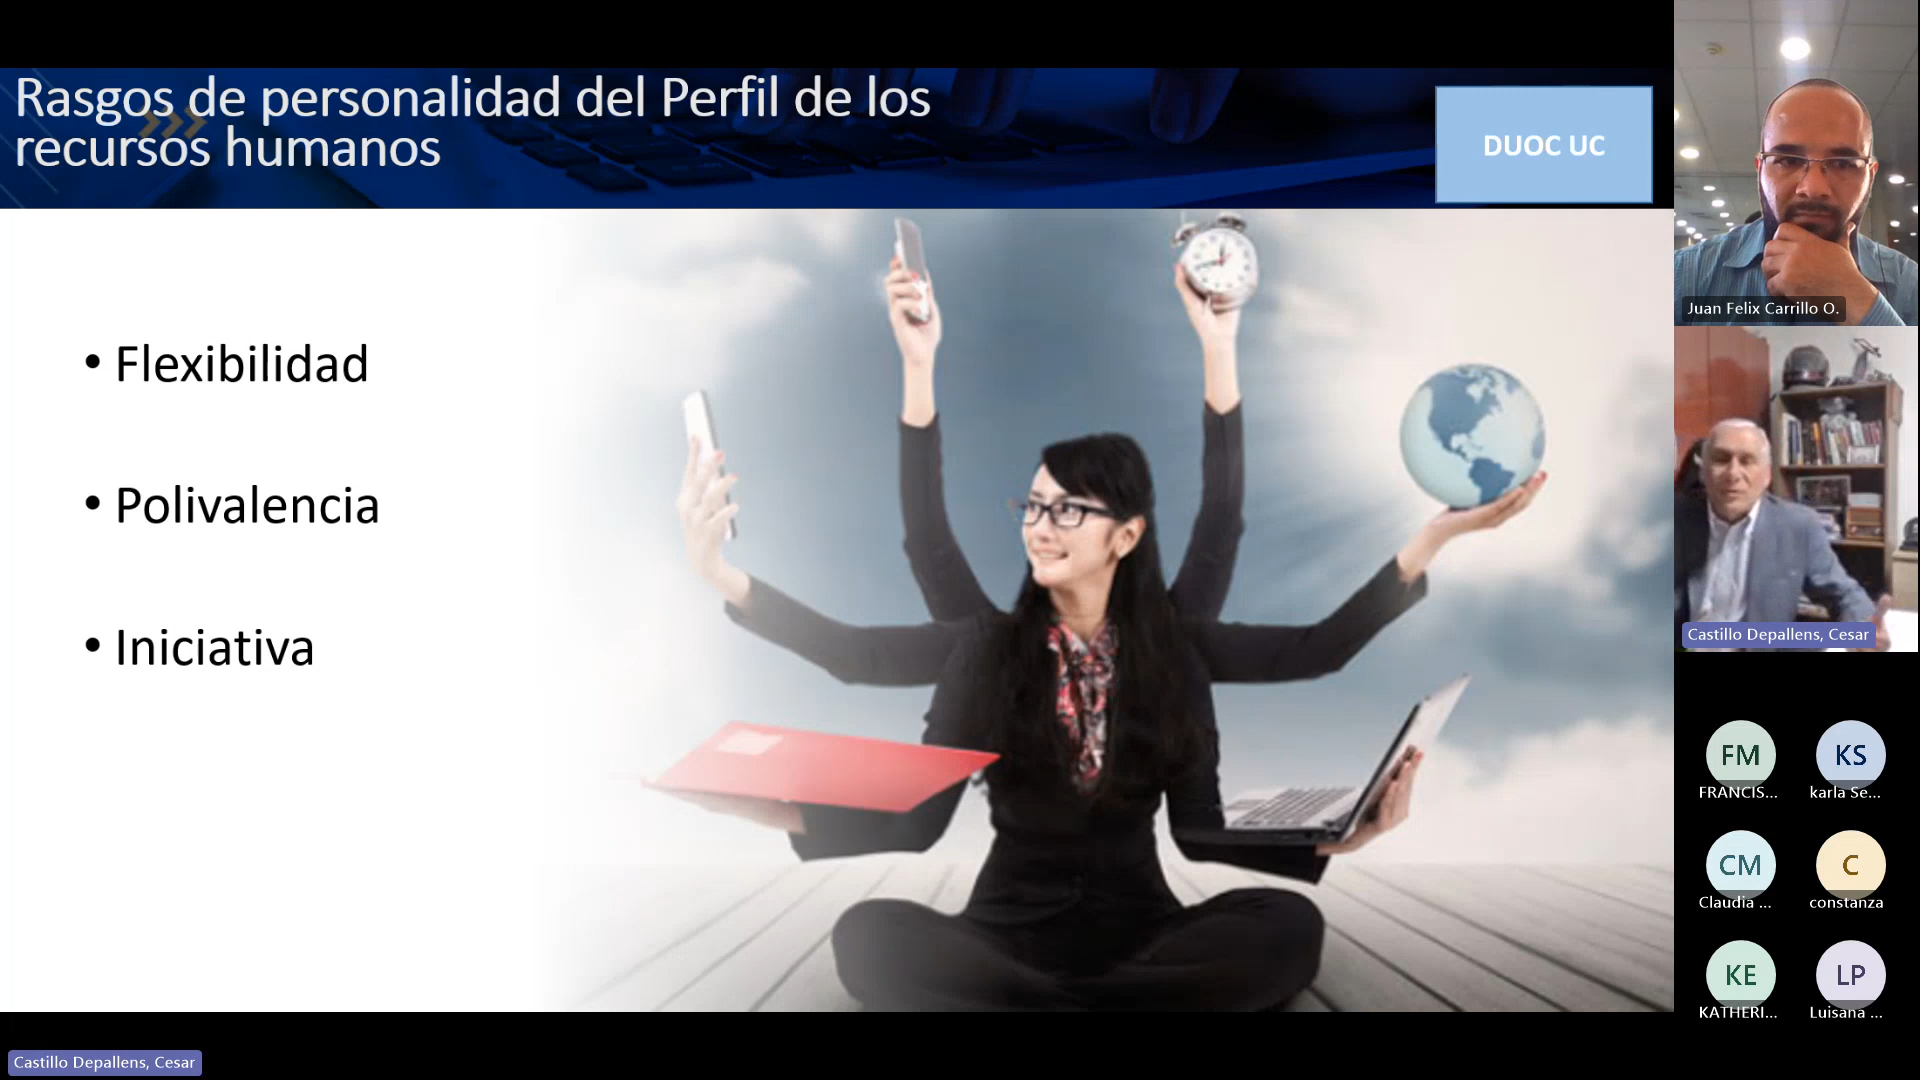 Rasgos de personalidad del Perfil de los
recursos humanos
DUOC UC
• Flexibilidad
• Polivalencia
• Iniciativa
Juan Felix Carrillo O.
Castillo Depallens, Cesar
FM
FRANCIS...
KS
karla Se...
CM
Claudia ...
C
constanza
KE
KATHERI...
LP
Luisana ...
Castillo Depallens, Cesar